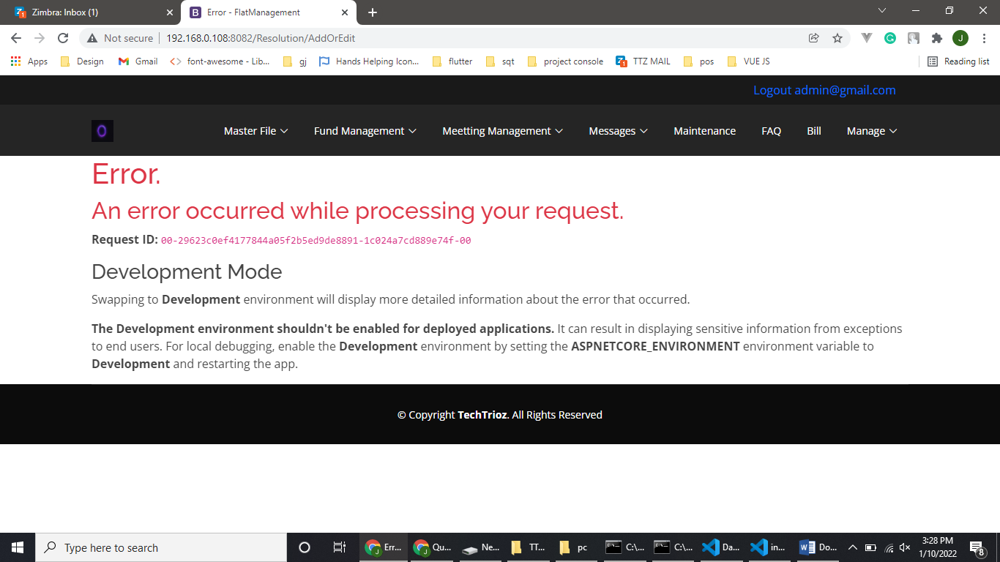 Zimbra: Inbox (1)
Error - FlatManagement
Not secure
192.168.0.108:8082/Resolution/AddOrEdit
J
Apps
Design
Gmail
font-awesome - Lib...
gj
Hands Helping Icon...
flutter
sqt
project console
TTZ MAIL
pos
VUE JS
Reading list
Logout admin@gmail.com
Master File
Fund Management
Meetting Management
Messages
Maintenance
FAQ
Bill
Manage
Error.
An error occurred while processing your request.
Request ID: 00-29623c0ef4177844a05f2b5ed9de8891-1c024a7cd889e74f-00
Development Mode
Swapping to Development environment will display more detailed information about the error that occurred.
The Development environment shouldn't be enabled for deployed applications. It can result in displaying sensitive information from exceptions
to end users. For local debugging, enable the Development environment by setting the ASPNETCORE_ENVIRONMENT environment variable to
Development and restarting the app.
© Copyright TechTrioz. All Rights Reserved
Type here to search
Err...
Qu...
Ne...
TT...
pc
C:\...
C:\...
Da...
in...
Do...
3:28 PM
1/10/2022
8